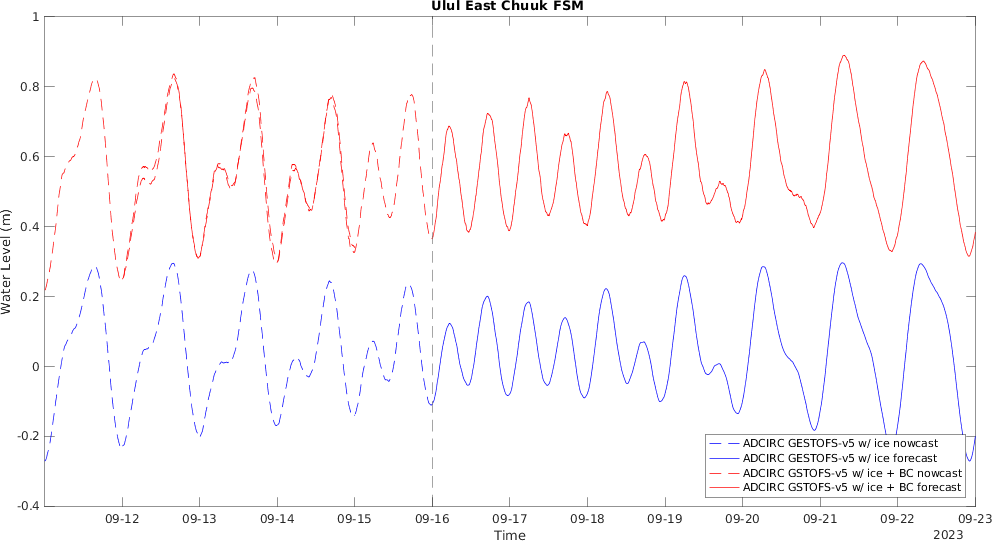 Ulul East Chuuk FSM
Water Level (m)
1
0.8
0.6
0.4
0.2
0
-0.2
-0.4
ADCIRC GESTOFS-v5 w/ ice nowcast
ADCIRC GESTOFS-v5 w/ ice forecast
ADCIRC GSTOFS-v5 w/ ice + BC nowcast
ADCIRC GSTOFS-v5 w/ ice + BC forecast
09-12 09-13 09-14 09-15 09-16 09-17 09-18 09-19 09-20 09-21 09-22 09-23
Time
2023